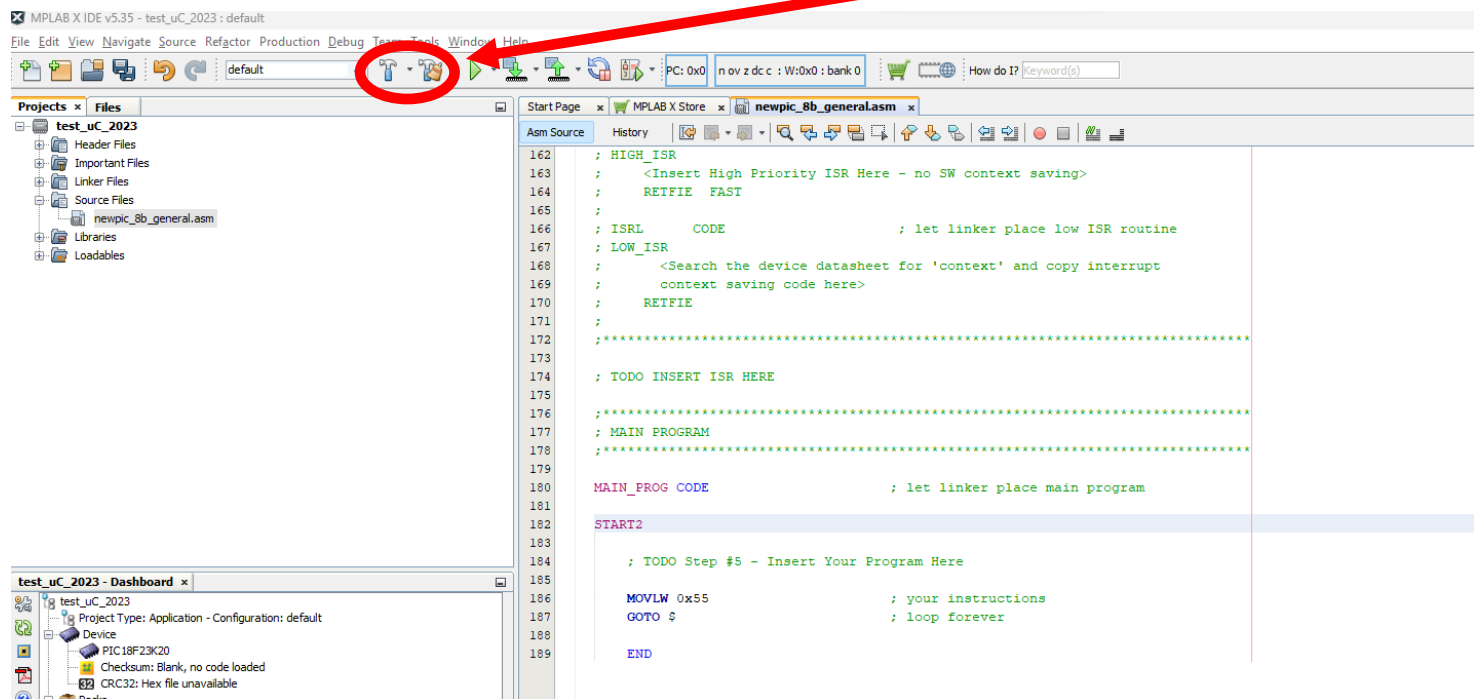 MPLAB X IDE v5.35 - test_uC_2023 : default
File Edit View Navigate Source Refactor Production Debug Team Tools Window Help
default
PC: 0x0
n ov z dc c : W:0x0 : bank 0
How do I? Keyword(s)
Projects × Files
Start Page × MPLAB X Store × newpic_8b_general.asm ×
test_uC_2023
Header Files
Important Files
Linker Files
Source Files
newpic_8b_general.asm
Libraries
Loadables
Asm Source History
162 ; HIGH_ISR
163 ; <Insert High Priority ISR Here - no SW context saving>
164 ; RETFIE FAST
165 ;
166 ; ISRL CODE ; let linker place low ISR routine
167 ; LOW_ISR
168 ; <Search the device datasheet for 'context' and copy interrupt
169 ; context saving code here>
170 ; RETFIE
171 ;
172 ;*******************************************************************************
173
174 ; TODO INSERT ISR HERE
175
176 ;*******************************************************************************
177 ; MAIN PROGRAM
178 ;*******************************************************************************
179
180 MAIN_PROG CODE ; let linker place main program
181
182 START2
183
184 ; TODO Step #5 - Insert Your Program Here
185
186 MOVLW 0x55 ; your instructions
187 GOTO $ ; loop forever
188
189 END
test_uC_2023 - Dashboard ×
test_uC_2023
Project Type: Application - Configuration: default
Device
PIC18F23K20
Checksum: Blank, no code loaded
32 CRC32: Hex file unavailable